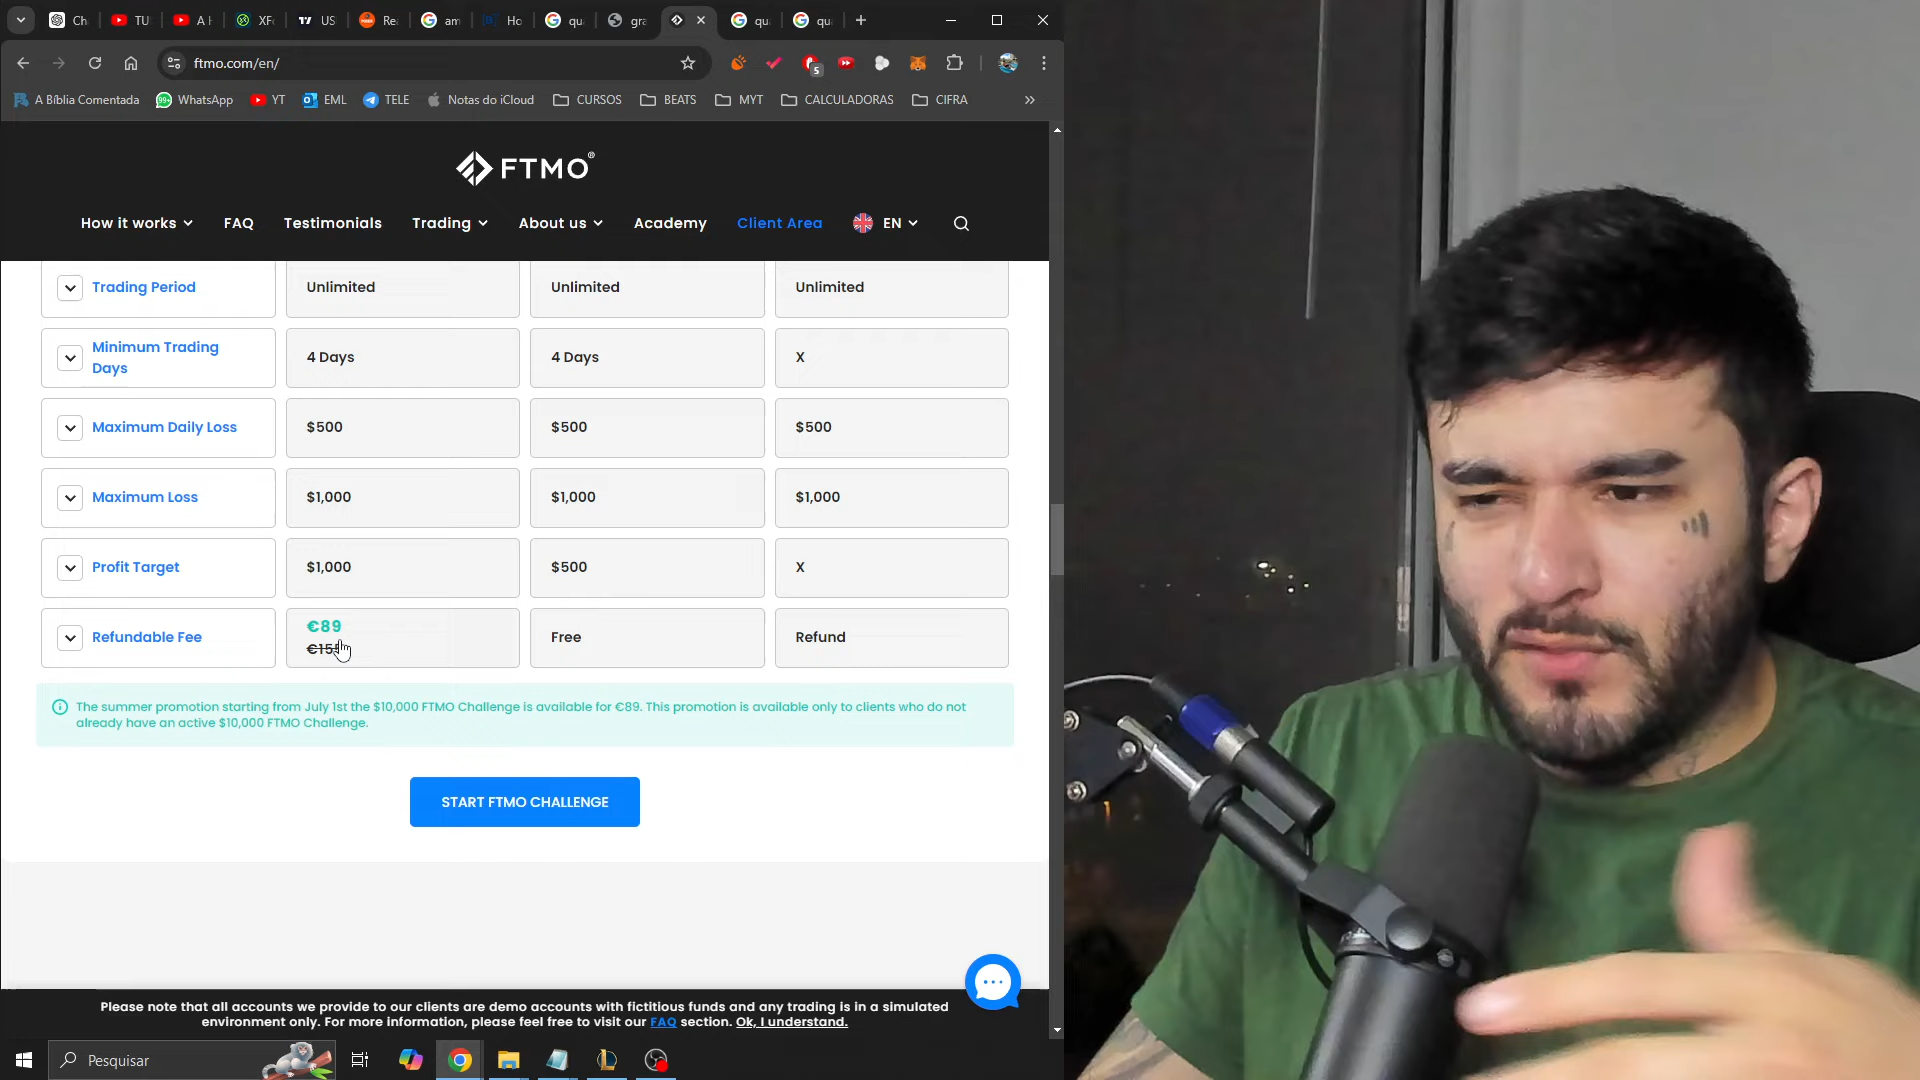 ftmo.com/en/
A Bíblia Comentada
WhatsApp
YT
EML
TELE
Notas do iCloud
CURSOS
BEATS
MYT
CALCULADORAS
CIFRA
FTMO®
How it works
FAQ
Testimonials
Trading
About us
Academy
Client Area
EN
Trading Period
Unlimited
Unlimited
Unlimited
Minimum Trading
Days
4 Days
4 Days
X
Maximum Daily Loss
$500
$500
$500
Maximum Loss
$1,000
$1,000
$1,000
Profit Target
$1,000
$500
X
Refundable Fee
€89
Free
Refund
The summer promotion starting from July 1st the $10,000 FTMO Challenge is available for €89. This promotion is available only to clients who do not
already have an active $10,000 FTMO Challenge.
START FTMO CHALLENGE
Please note that all accounts we provide to our clients are demo accounts with fictitious funds and any trading is in a simulated
environment only. For more information, please feel free to visit our FAQ section. Ok, I understand.
Pesquisar